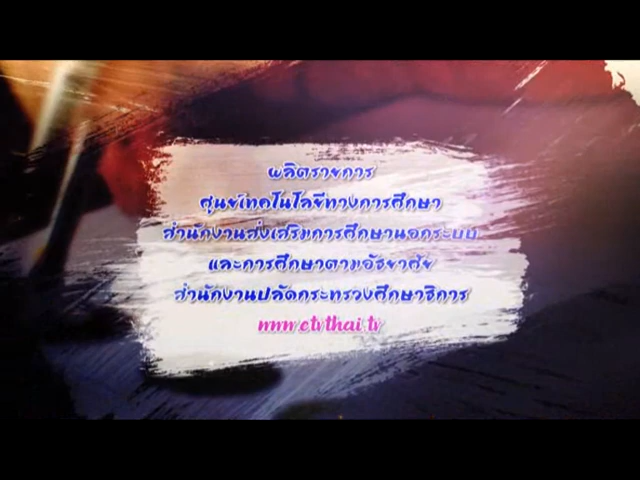 ผลิตรายการ
ศูนย์เทคโนโลยีทางการศึกษา
สำนักงานส่งเสริมการศึกษานอกระบบ
และการศึกษาตามอัธยาศัย
สำนักงานปลัดกระทรวงศึกษาธิการ
www.etvthai.tv